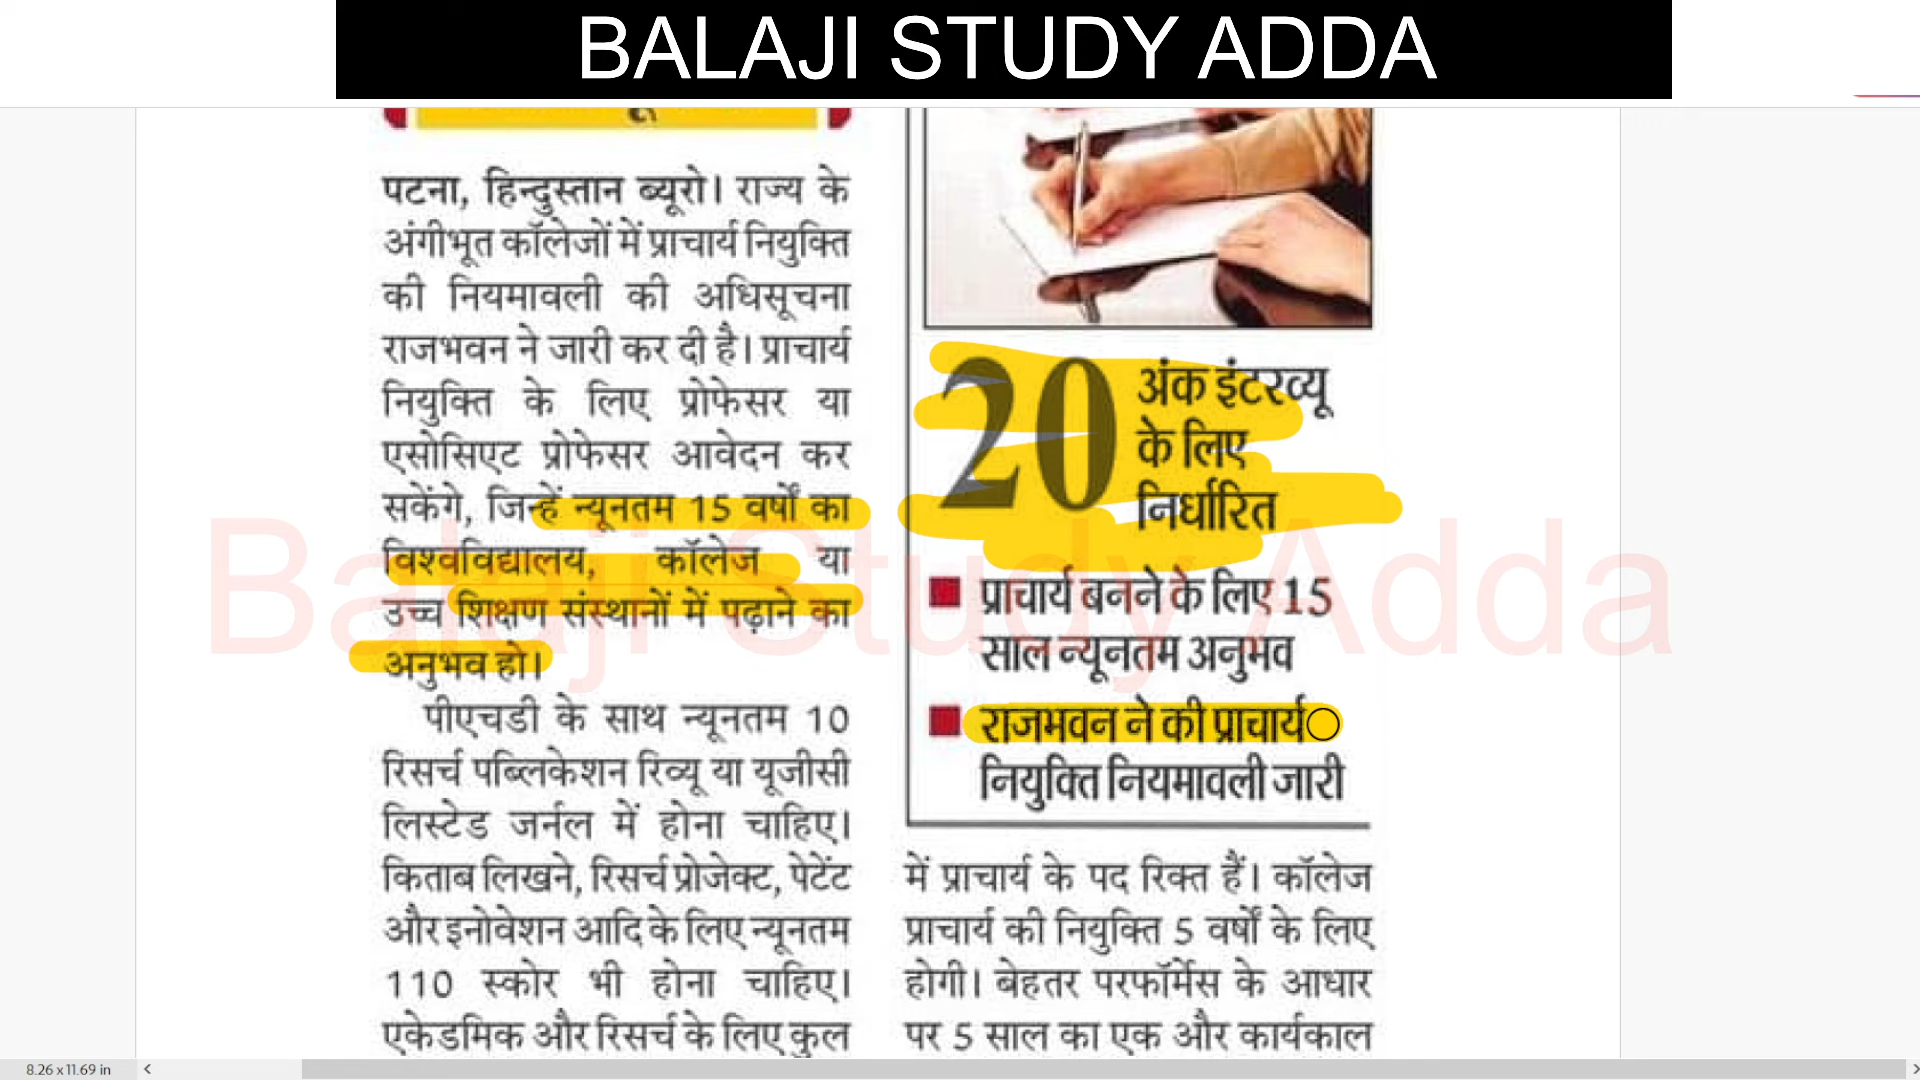 BALAJI STUDY ADDA
पटना, हिन्दुस्तान ब्यूरो। राज्य के
अंगीभूत कॉलेजों में प्राचार्य नियुक्ति
की नियमावली की अधिसूचना
राजभवन ने जारी कर दी है। प्राचार्य
नियुक्ति के लिए प्रोफेसर या
एसोसिएट प्रोफेसर आवेदन कर
सकेंगे, जिन्हें न्यूनतम 15 वर्षों का
विश्वविद्यालय, कॉलेज या
उच्च शिक्षण संस्थानों में पढ़ाने का
अनुभव हो।
पीएचडी के साथ न्यूनतम 10
रिसर्च पब्लिकेशन रिव्यू या यूजीसी
लिस्टेड जर्नल में होना चाहिए।
किताब लिखने, रिसर्च प्रोजेक्ट, पेटेंट
और इनोवेशन आदि के लिए न्यूनतम
110 स्कोर भी होना चाहिए।
एकेडमिक और रिसर्च के लिए कुल
20 अंक इंटरव्यू
के लिए
निर्धारित
प्राचार्य बनने के लिए 15
साल न्यूनतम अनुभव
राजभवन ने की प्राचार्य
नियुक्ति नियमावली जारी
में प्राचार्य के पद रिक्त हैं। कॉलेज
प्राचार्य की नियुक्ति 5 वर्षों के लिए
होगी। बेहतर परफॉर्मेंस के आधार
पर 5 साल का एक और कार्यकाल
Balaji Study Adda
8.26 x 11.69 in